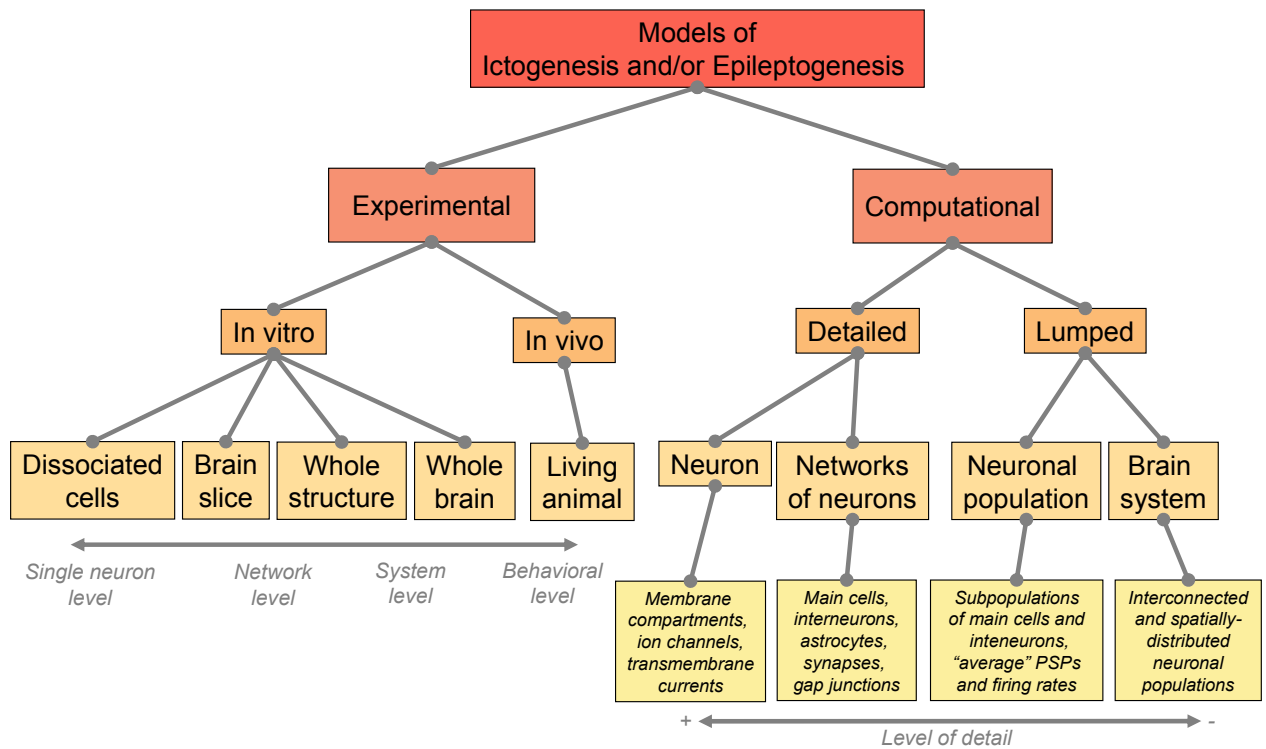 Models of
Ictogenesis and/or Epileptogenesis
Experimental
Computational
In vitro
In vivo
Detailed
Lumped
Dissociated
cells
Brain
slice
Whole
structure
Whole
brain
Living
animal
Neuron
Networks
of neurons
Neuronal
population
Brain
system
Single neuron
level
Network
level
System
level
Behavioral
level
Membrane
compartments,
ion channels,
transmembrane
currents
Main cells,
interneurons,
astrocytes,
synapses,
gap junctions
Subpopulations
of main cells and
inteneurons,
“average” PSPs
and firing rates
Interconnected
and spatially-
distributed
neuronal
populations
+ -
Level of detail